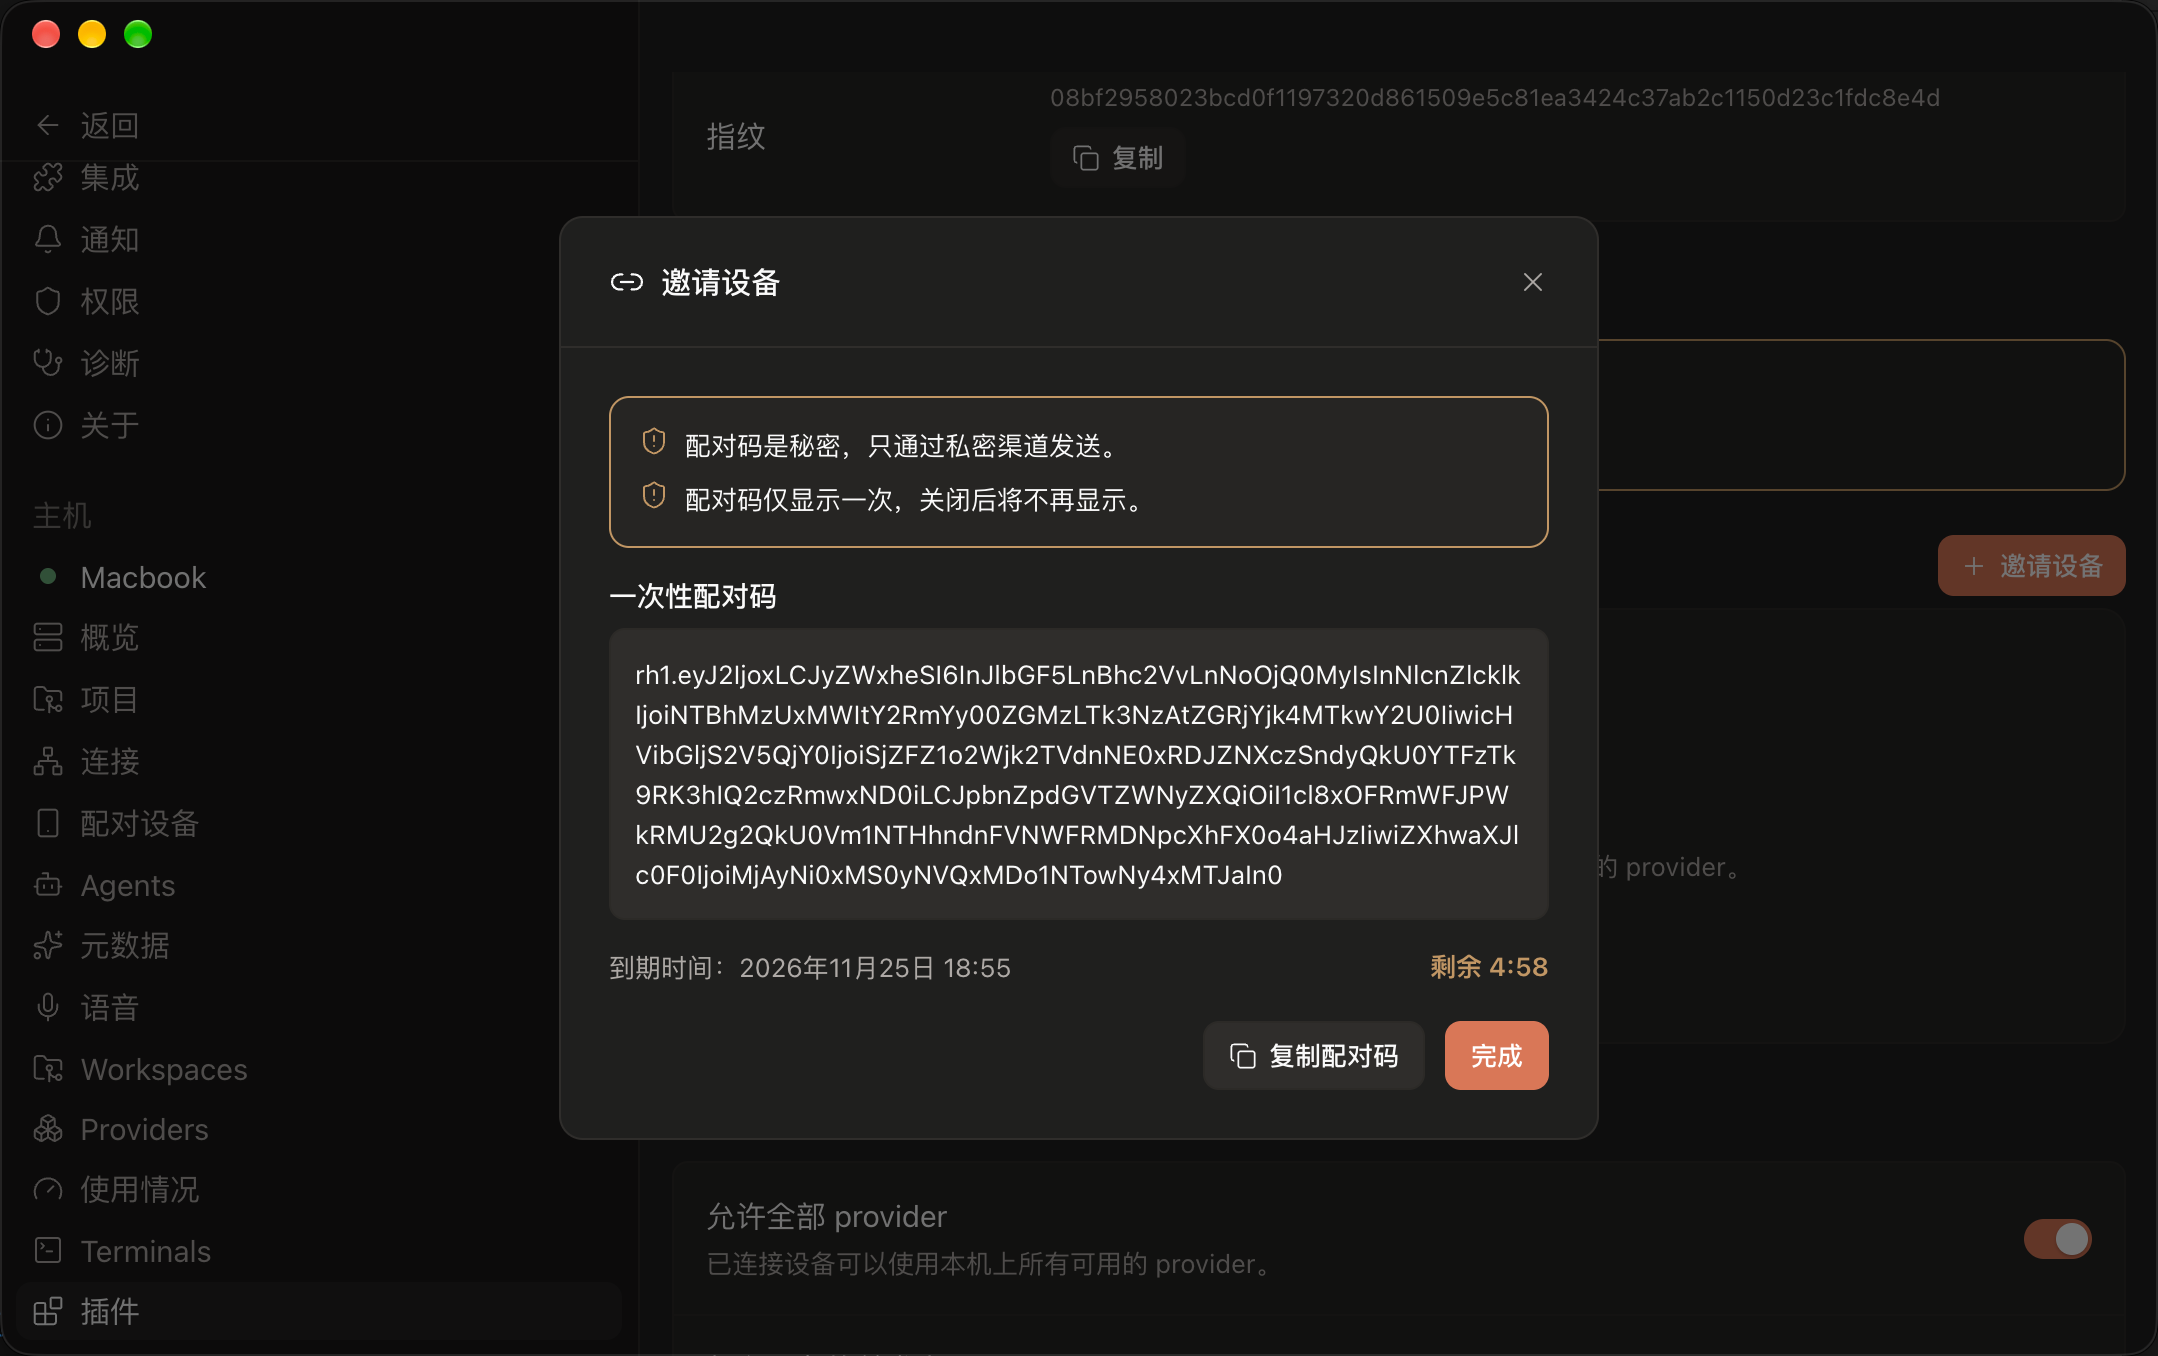 返回
集成
通知
权限
诊断
关于
主机
Macbook
概览
项目
连接
配对设备
Agents
元数据
语音
Workspaces
Providers
使用情况
Terminals
插件
指纹
08bf2958023bcd0f1197320d861509e5c81ea3424c37ab2c1150d23c1fdc8e4d
复制
邀请设备
配对码是秘密，只通过私密渠道发送。
配对码仅显示一次，关闭后将不再显示。
一次性配对码
rh1.eyJ2IjoxLCJyZWxheSI6InJlbGF5LnBhc2VvLnNoOjQ0MyIsInNlcnZlcklk
IjoiNTBhMzUxMWItY2RmYy00ZGMzLTk3NzAtZGRjYjk4MTkwY2U0IiwicH
VibGljS2V5QjY0IjoiSjZFZ1o2Wjk2TVdnNE0xRDJZNXczSndyQkU0YTFzTk
9RK3hIQ2czRmwxND0iLCJpbnZpdGVTZWNyZXQiOiI1cl8xOFRmWFJPW
kRMU2g2QkU0Vm1NTHhndnFVNWFRMDNpcXhFX0o4aHJzIiwiZXhwaXJl
c0F0IjoiMjAyNi0xMS0yNVQxMDo1NTowNy4xMTJaIn0
到期时间：2026年11月25日 18:55
剩余 4:58
复制配对码
完成
邀请设备
的 provider。
允许全部 provider
已连接设备可以使用本机上所有可用的 provider。